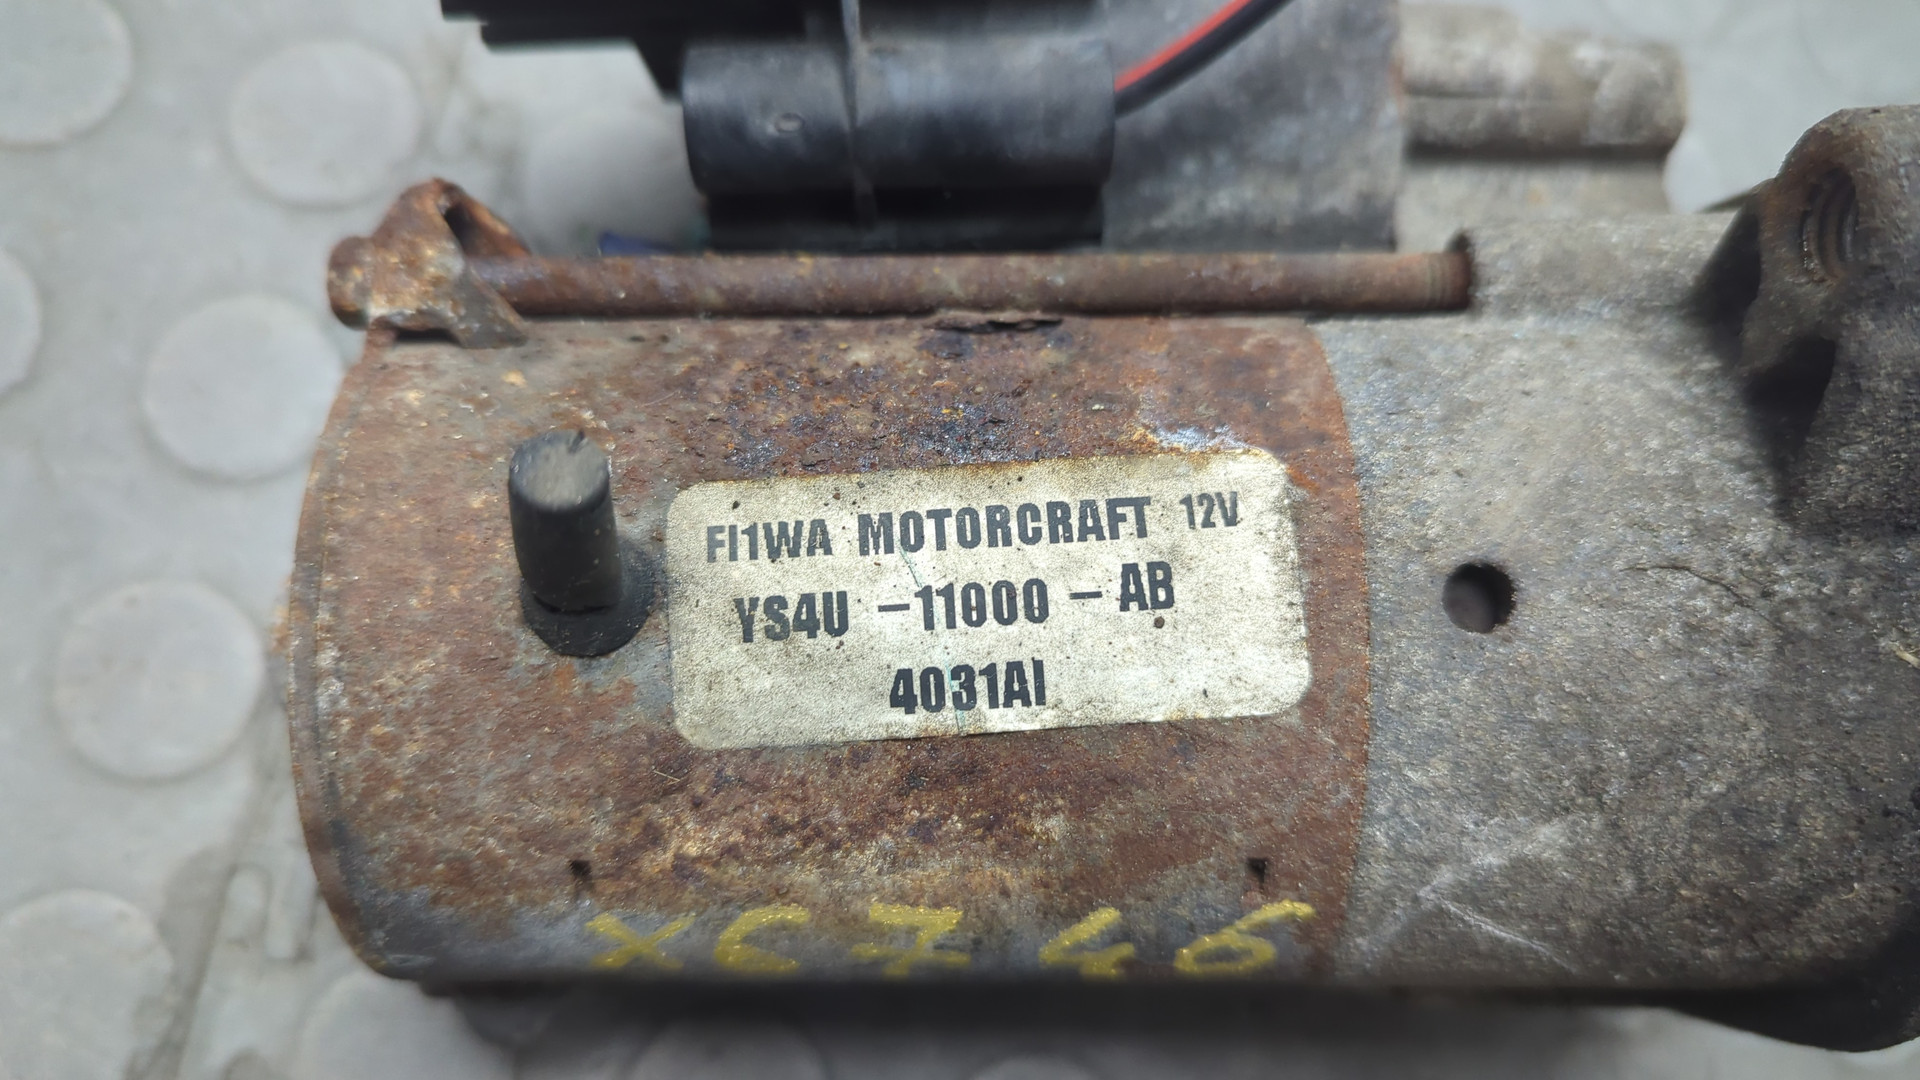 FI1WA MOTORCRAFT 12V
YS4U -11000 - AB
4031AI
XC746